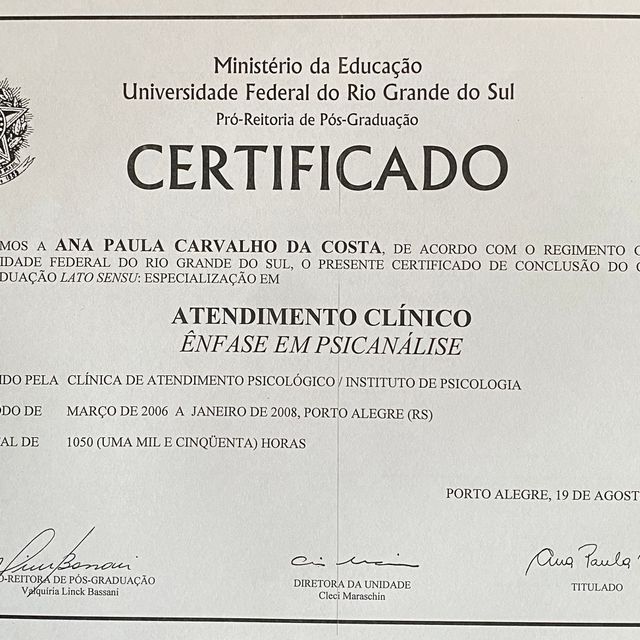 Ministério da Educação
Universidade Federal do Rio Grande do Sul
Pró-Reitoria de Pós-Graduação
CERTIFICADO
MOS A ANA PAULA CARVALHO DA COSTA, DE ACORDO COM O REGIMENTO
IDADE FEDERAL DO RIO GRANDE DO SUL, O PRESENTE CERTIFICADO DE CONCLUSÃO DO
DUAÇÃO LATO SENSU: ESPECIALIZAÇÃO EM
ATENDIMENTO CLÍNICO
ÊNFASE EM PSICANÁLISE
IDO PELA CLÍNICA DE ATENDIMENTO PSICOLÓGICO / INSTITUTO DE PSICOLOGIA
ODO DE MARÇO DE 2006 A JANEIRO DE 2008, PORTO ALEGRE (RS)
AL DE 1050 (UMA MIL E CINQÜENTA) HORAS
PORTO ALEGRE, 19 DE AGOST
Ana Paula
O-REITORA DE PÓS-GRADUAÇÃO
Valquíria Linck Bassani
DIRETORA DA UNIDADE
Cleci Maraschin
TITULADO